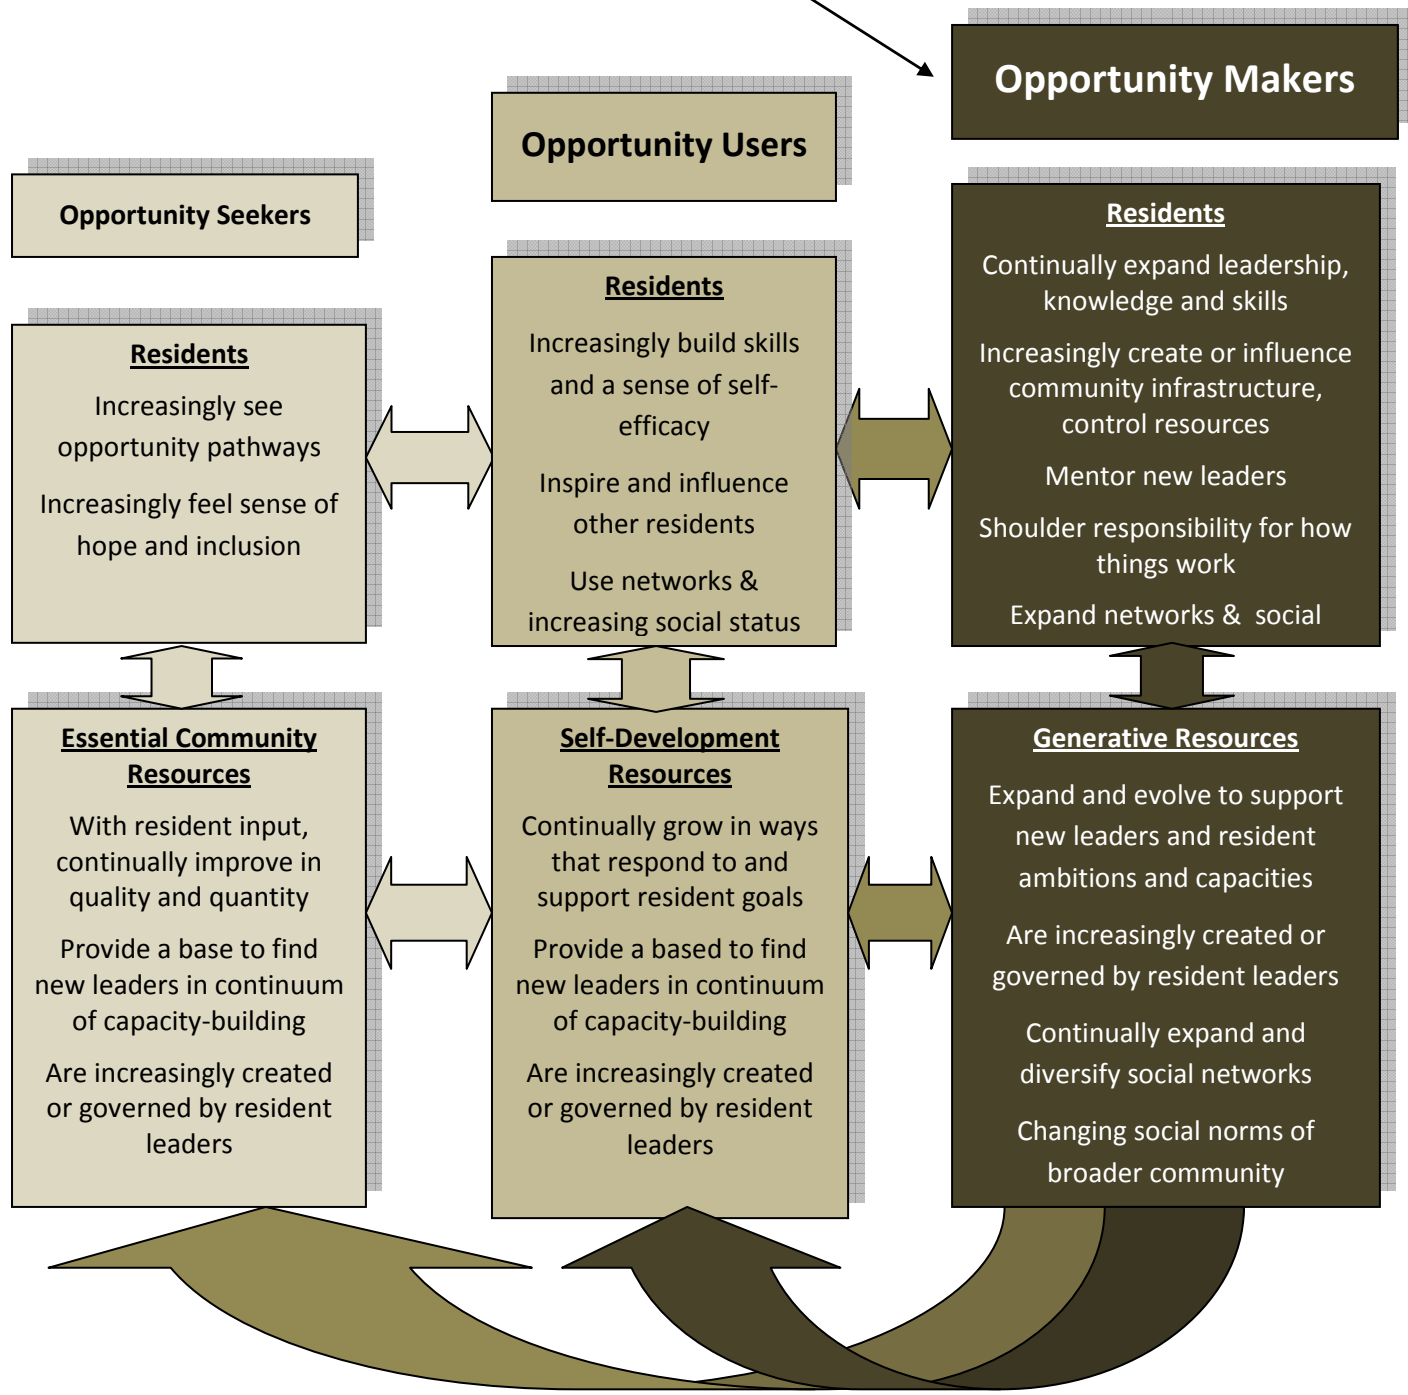 Opportunity Makers
Opportunity Users
Opportunity Seekers
Residents
Increasingly see
opportunity pathways
Increasingly feel sense of
hope and inclusion
Residents
Increasingly build skills
and a sense of self-
efficacy
Inspire and influence
other residents
Use networks &
increasing social status
Residents
Continually expand leadership,
knowledge and skills
Increasingly create or influence
community infrastructure,
control resources
Mentor new leaders
Shoulder responsibility for how
things work
Expand networks & social
Essential Community
Resources
With resident input,
continually improve in
quality and quantity
Provide a base to find
new leaders in continuum
of capacity-building
Are increasingly created
or governed by resident
leaders
Self-Development
Resources
Continually grow in ways
that respond to and
support resident goals
Provide a based to find
new leaders in continuum
of capacity-building
Are increasingly created
or governed by resident
leaders
Generative Resources
Expand and evolve to support
new leaders and resident
ambitions and capacities
Are increasingly created or
governed by resident leaders
Continually expand and
diversify social networks
Changing social norms of
broader community